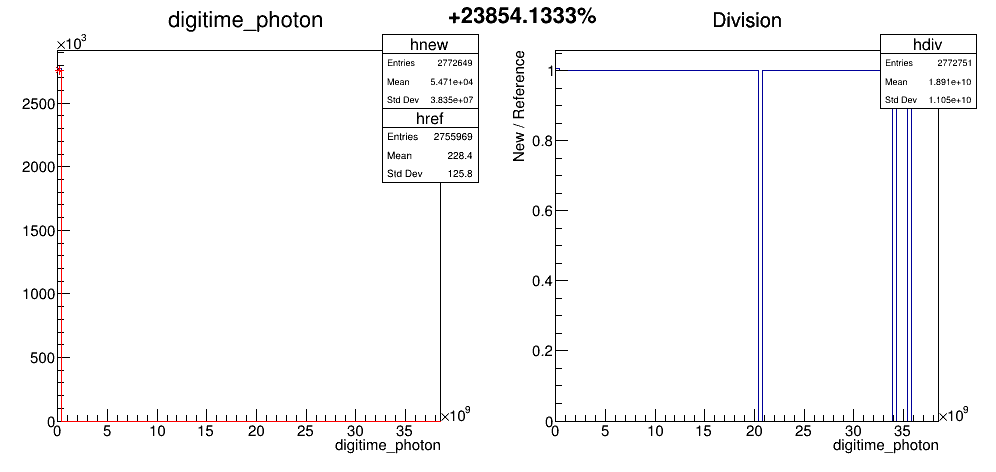 +23854.1333%
digitime_photon
×10³
hnew
Entries 2772649
Mean 5.471e+04
Std Dev 3.835e+07
href
Entries 2755969
Mean 228.4
Std Dev 125.8
2500
2000
1500
1000
500
0
0 5 10 15 20 25 30 35 ×10⁹
digitime_photon
Division
hdiv
Entries 2772751
Mean 1.891e+10
Std Dev 1.105e+10
New / Reference
1
0.8
0.6
0.4
0.2
0
0 5 10 15 20 25 30 35 ×10⁹
digitime_photon